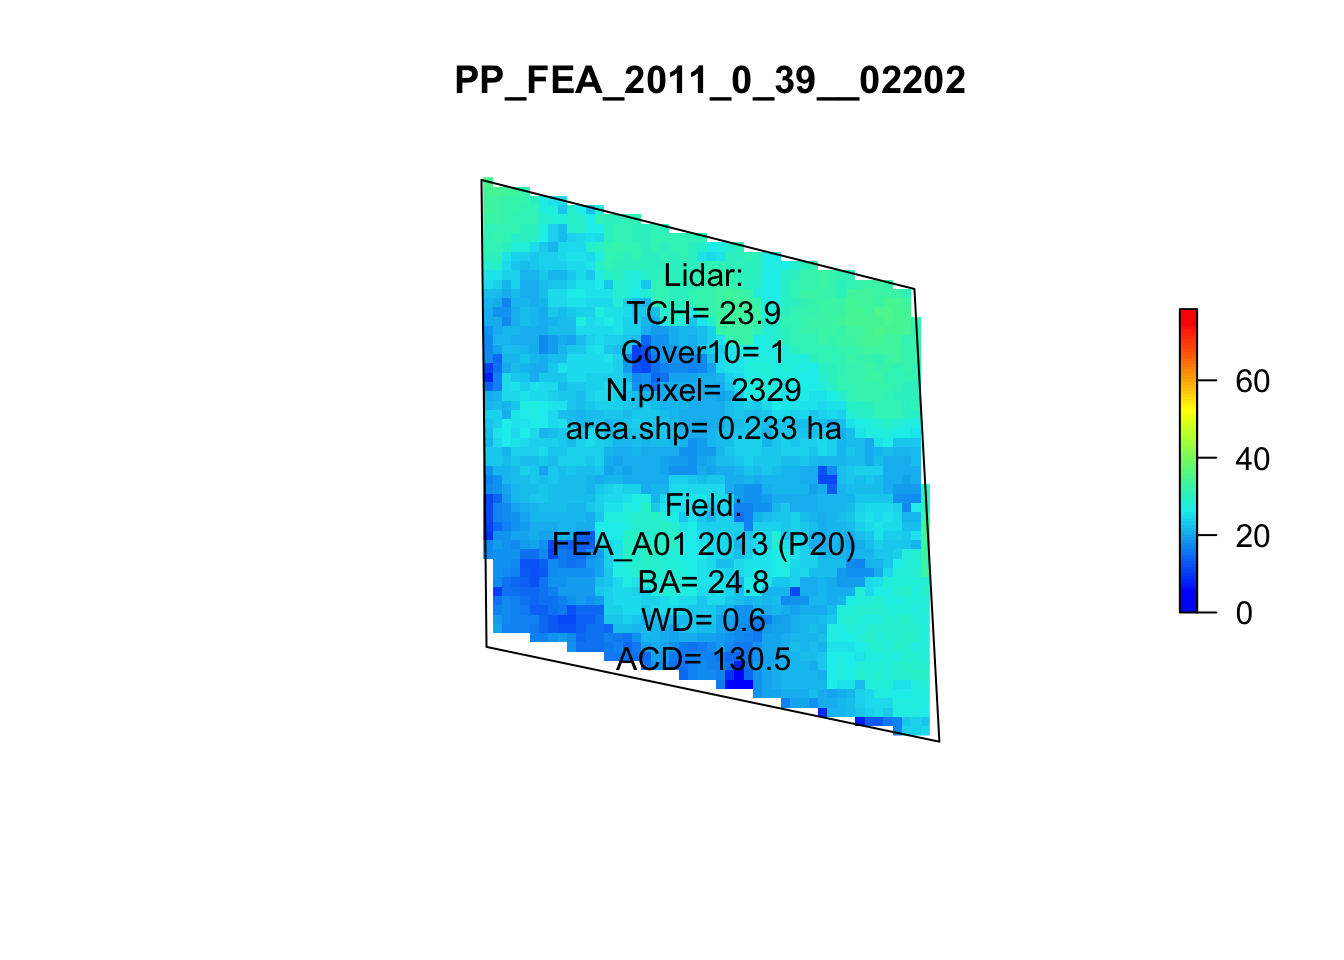 PP_FEA_2011_0_39__02202
Lidar:
TCH= 23.9
Cover10= 1
N.pixel= 2329
area.shp= 0.233 ha
Field:
FEA_A01 2013 (P20)
BA= 24.8
WD= 0.6
ACD= 130.5
60
40
20
0